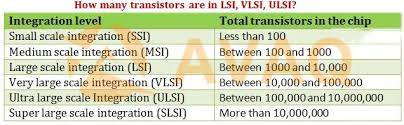 How many transistors are in LSI, VLSI, ULSI?
Integration level Total transistors in the chip
Small scale integration (SSI) Less than 100
Medium scale integration (MSI) Between 100 and 1000
Large scale integration (LSI) Between 1000 and 10,000
Very large scale integration (VLSI) Between 10,000 and 100,000
Ultra large scale integration (ULSI) Between 100,000 and 10,000,000
Super large scale integration (SLSI) More than 10,000,000